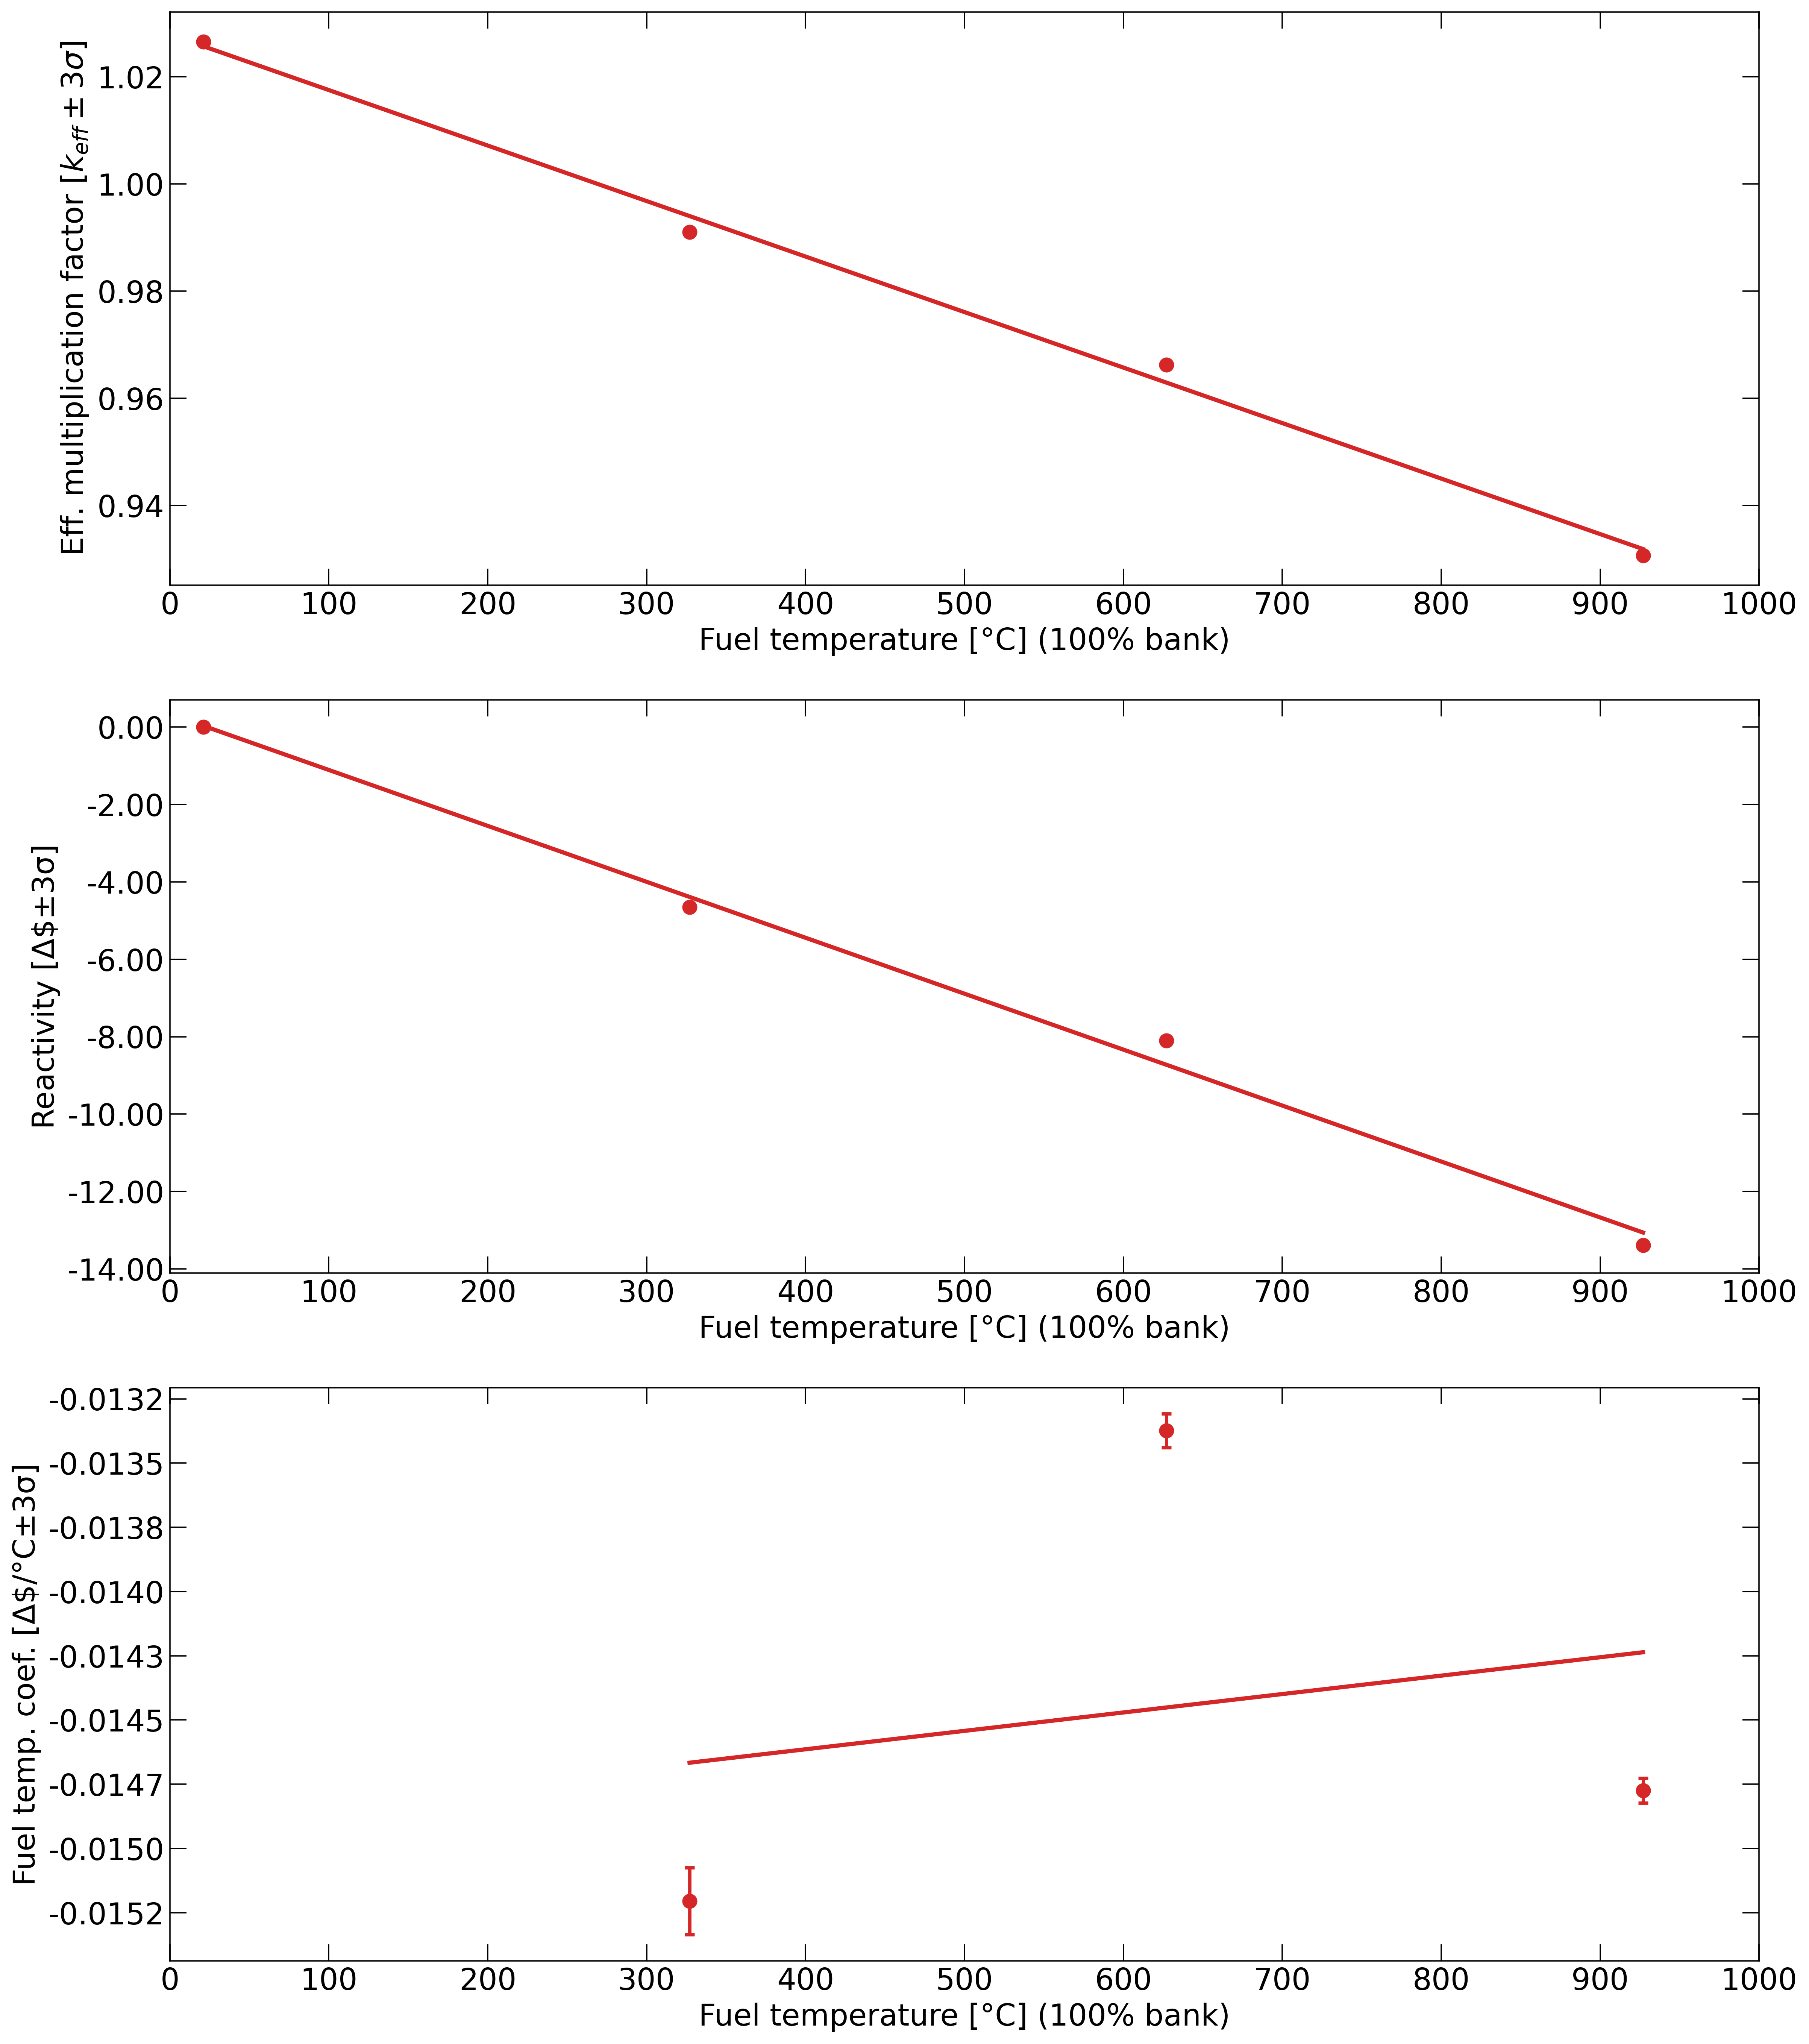 Eff. multiplication factor [k_eff ± 3σ]
1.02
1.00
0.98
0.96
0.94
0 100 200 300 400 500 600 700 800 900 1000
Fuel temperature [°C] (100% bank)
Reactivity [Δ$±3σ]
0.00
-2.00
-4.00
-6.00
-8.00
-10.00
-12.00
-14.00
0 100 200 300 400 500 600 700 800 900 1000
Fuel temperature [°C] (100% bank)
Fuel temp. coef. [Δ$/°C±3σ]
-0.0132
-0.0135
-0.0138
-0.0140
-0.0143
-0.0145
-0.0147
-0.0150
-0.0152
0 100 200 300 400 500 600 700 800 900 1000
Fuel temperature [°C] (100% bank)